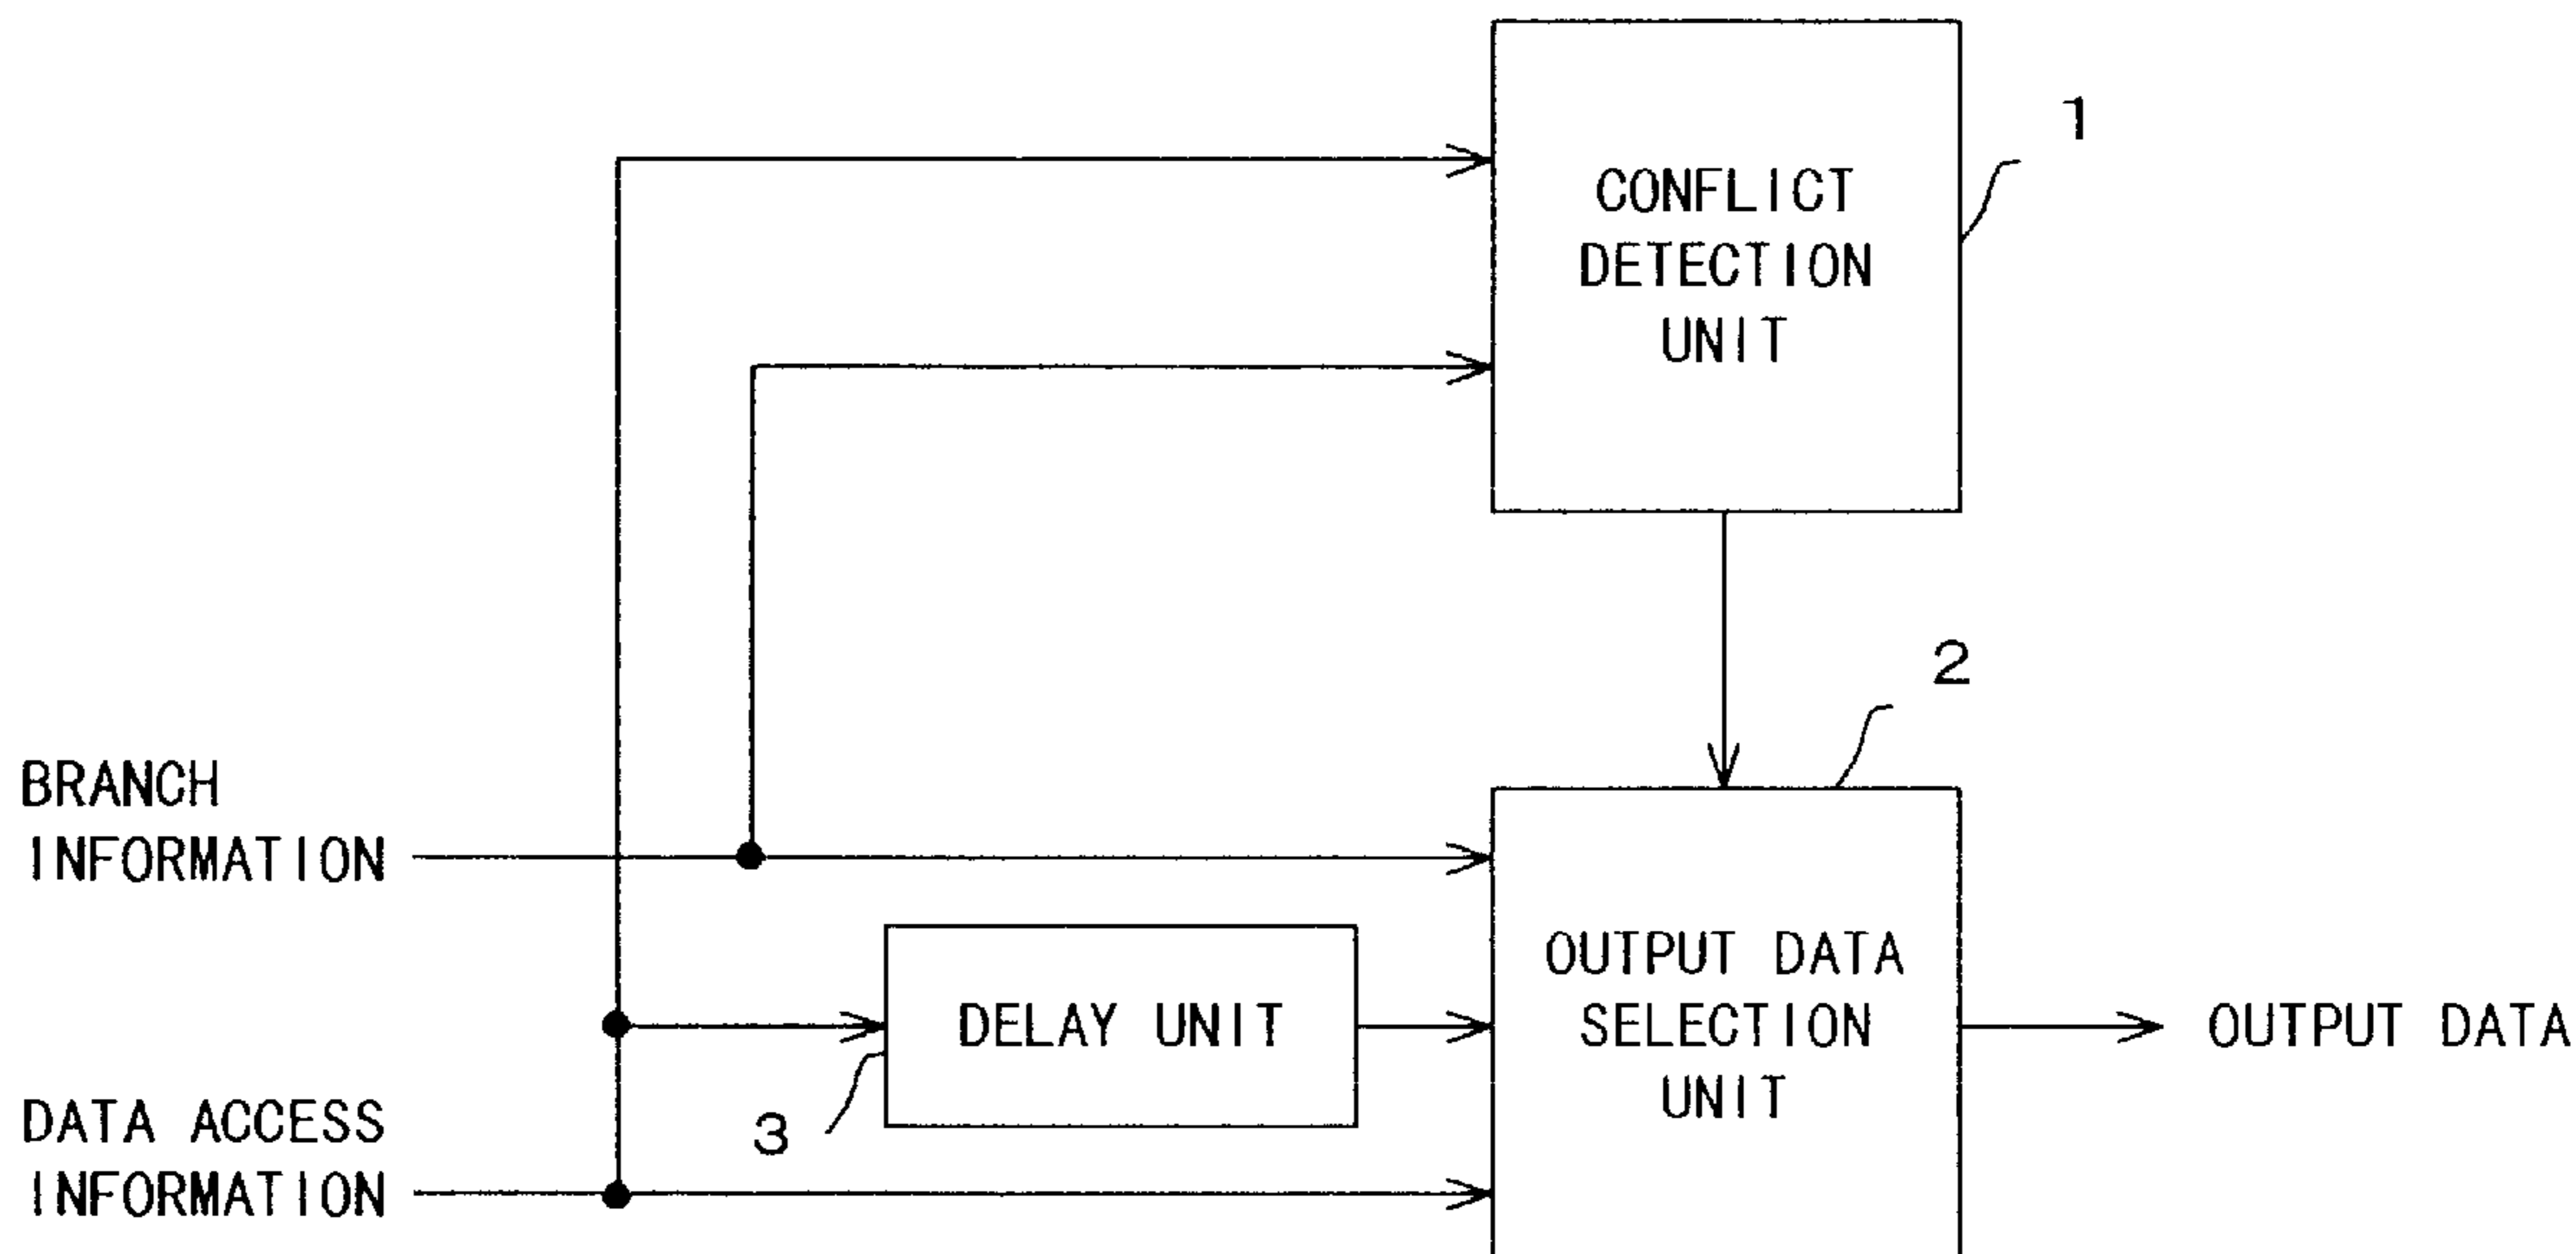 1
CONFLICT
DETECTION
UNIT
2
BRANCH
INFORMATION
OUTPUT DATA
SELECTION
UNIT
DELAY UNIT
OUTPUT DATA
3
DATA ACCESS
INFORMATION